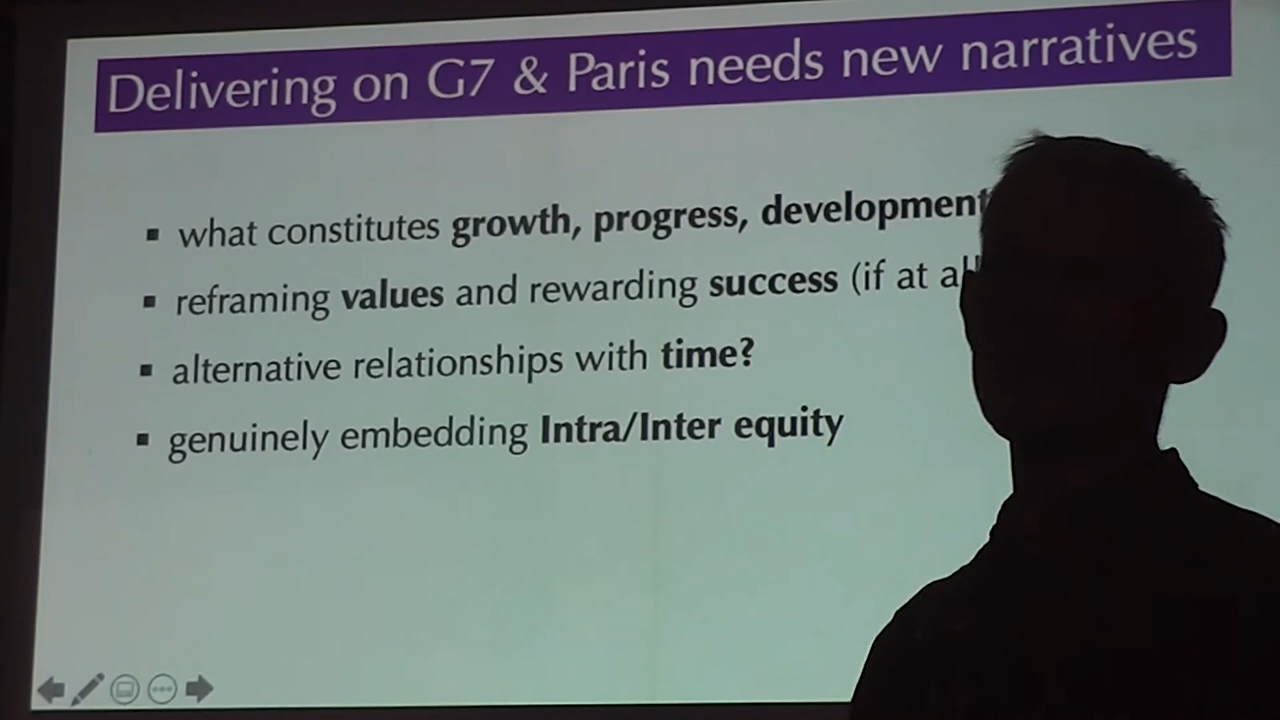 Delivering on G7 & Paris needs new narratives
▪ what constitutes growth, progress, development
▪ reframing values and rewarding success (if at all
▪ alternative relationships with time?
▪ genuinely embedding Intra/Inter equity